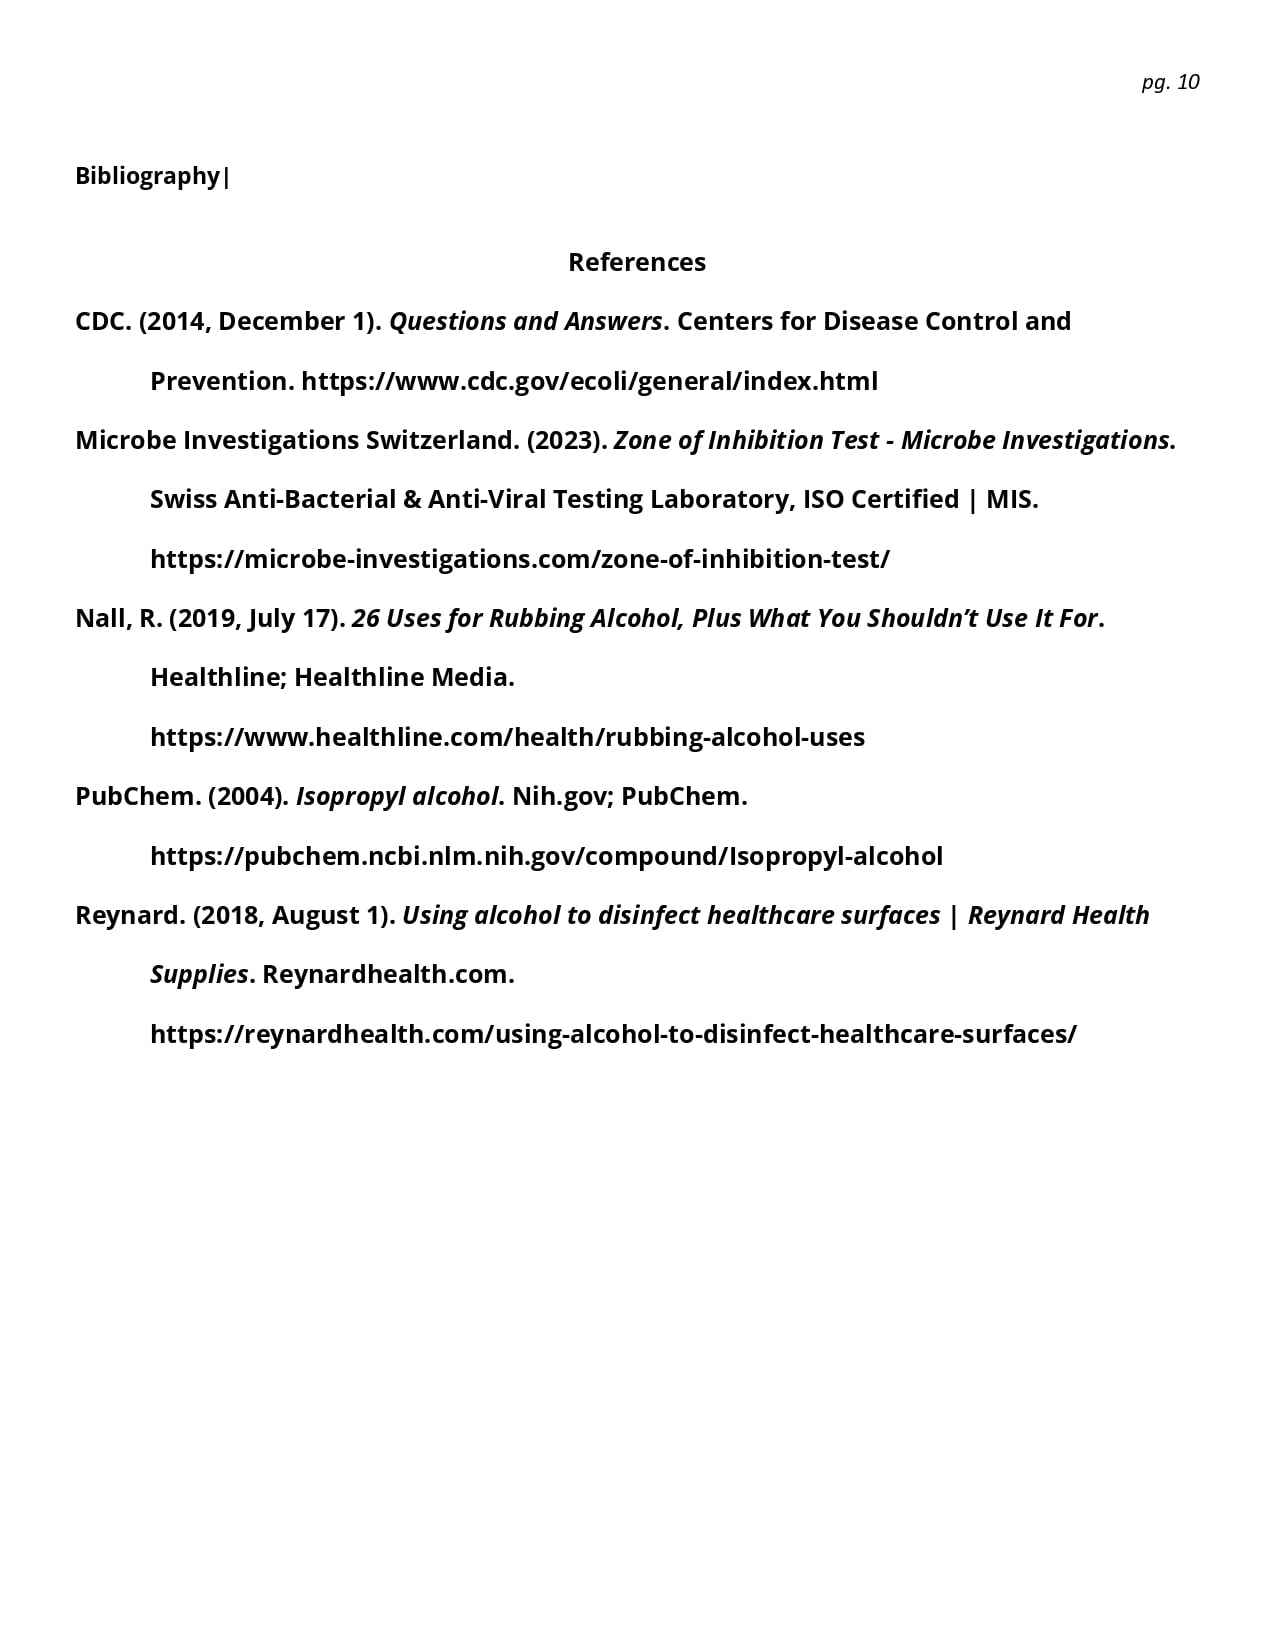 pg. 10
Bibliography|
References
CDC. (2014, December 1). Questions and Answers. Centers for Disease Control and
Prevention. https://www.cdc.gov/ecoli/general/index.html
Microbe Investigations Switzerland. (2023). Zone of Inhibition Test - Microbe Investigations.
Swiss Anti-Bacterial & Anti-Viral Testing Laboratory, ISO Certified | MIS.
https://microbe-investigations.com/zone-of-inhibition-test/
Nall, R. (2019, July 17). 26 Uses for Rubbing Alcohol, Plus What You Shouldn’t Use It For.
Healthline; Healthline Media.
https://www.healthline.com/health/rubbing-alcohol-uses
PubChem. (2004). Isopropyl alcohol. Nih.gov; PubChem.
https://pubchem.ncbi.nlm.nih.gov/compound/Isopropyl-alcohol
Reynard. (2018, August 1). Using alcohol to disinfect healthcare surfaces | Reynard Health
Supplies. Reynardhealth.com.
https://reynardhealth.com/using-alcohol-to-disinfect-healthcare-surfaces/